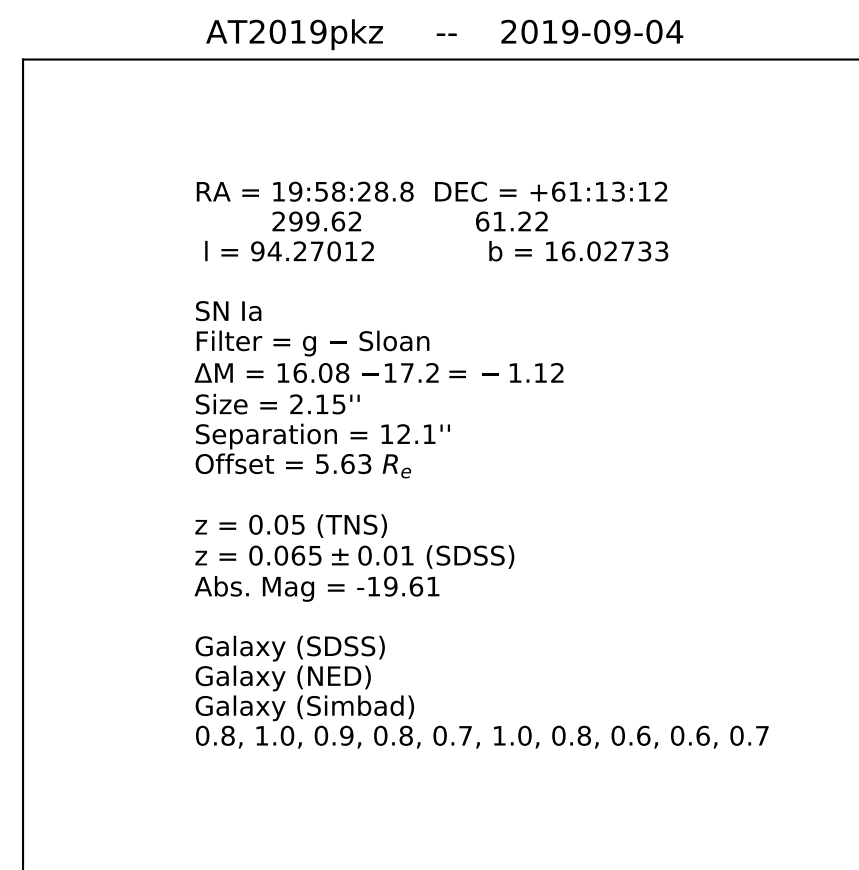 AT2019pkz -- 2019-09-04
RA = 19:58:28.8 DEC = +61:13:12
299.62 61.22
l = 94.27012 b = 16.02733
SN Ia
Filter = g − Sloan
ΔM = 16.08 −17.2 = − 1.12
Size = 2.15''
Separation = 12.1''
Offset = 5.63 Rₑ
z = 0.05 (TNS)
z = 0.065 ± 0.01 (SDSS)
Abs. Mag = -19.61
Galaxy (SDSS)
Galaxy (NED)
Galaxy (Simbad)
0.8, 1.0, 0.9, 0.8, 0.7, 1.0, 0.8, 0.6, 0.6, 0.7